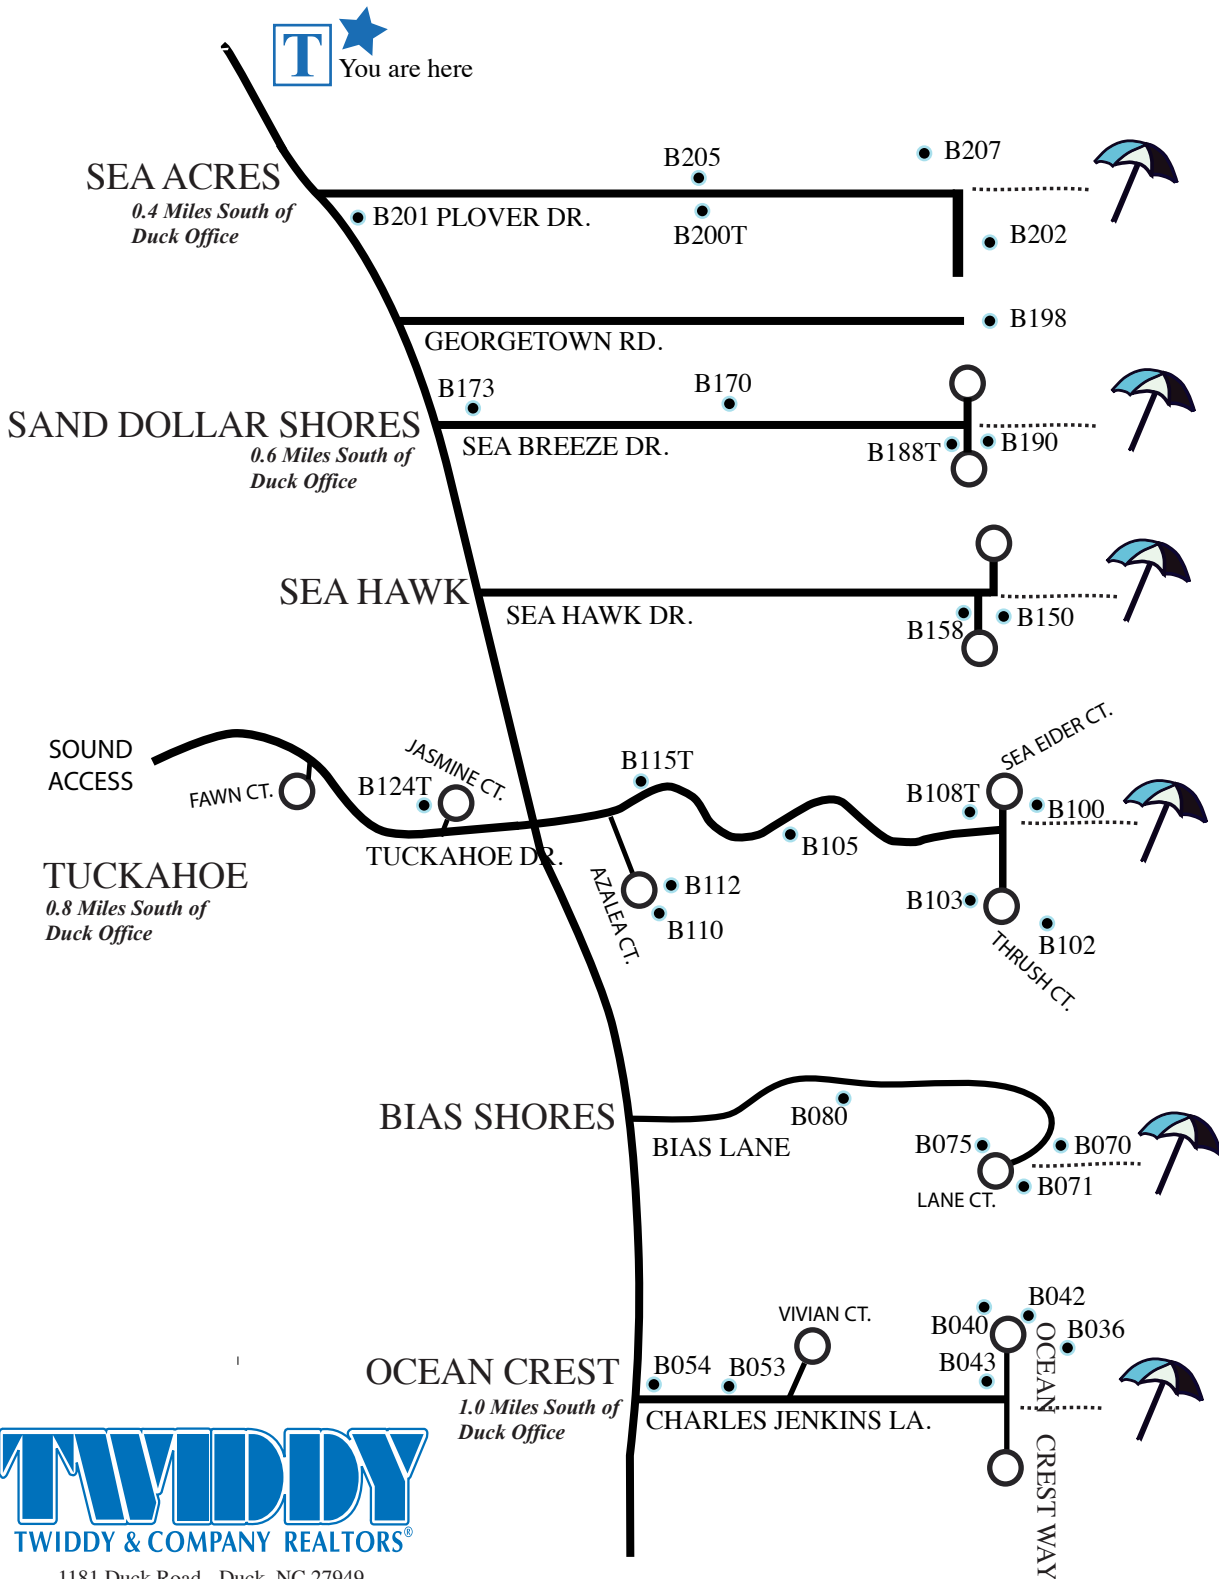 T
You are here
B205
B207
SEA ACRES
0.4 Miles South of
Duck Office
B201 PLOVER DR.
B200T
B202
B198
GEORGETOWN RD.
B173
B170
SAND DOLLAR SHORES
0.6 Miles South of
Duck Office
SEA BREEZE DR.
B188T
B190
SEA HAWK
SEA HAWK DR.
B158
B150
SOUND
ACCESS
FAWN CT.
B124T
JASMINE CT.
B115T
SEA EIDER CT.
B108T
B100
TUCKAHOE DR.
B105
TUCKAHOE
0.8 Miles South of
Duck Office
AZALEA CT.
B112
B110
B103
B102
THRUSH CT.
BIAS SHORES
B080
BIAS LANE
B075
B070
B071
LANE CT.
VIVIAN CT.
B040
B042
B036
B043
OCEAN CREST WAY
OCEAN CREST
1.0 Miles South of
Duck Office
B054
B053
CHARLES JENKINS LA.
TWIDDY
TWIDDY & COMPANY REALTORS®
1181 Duck Road Duck, NC 27949